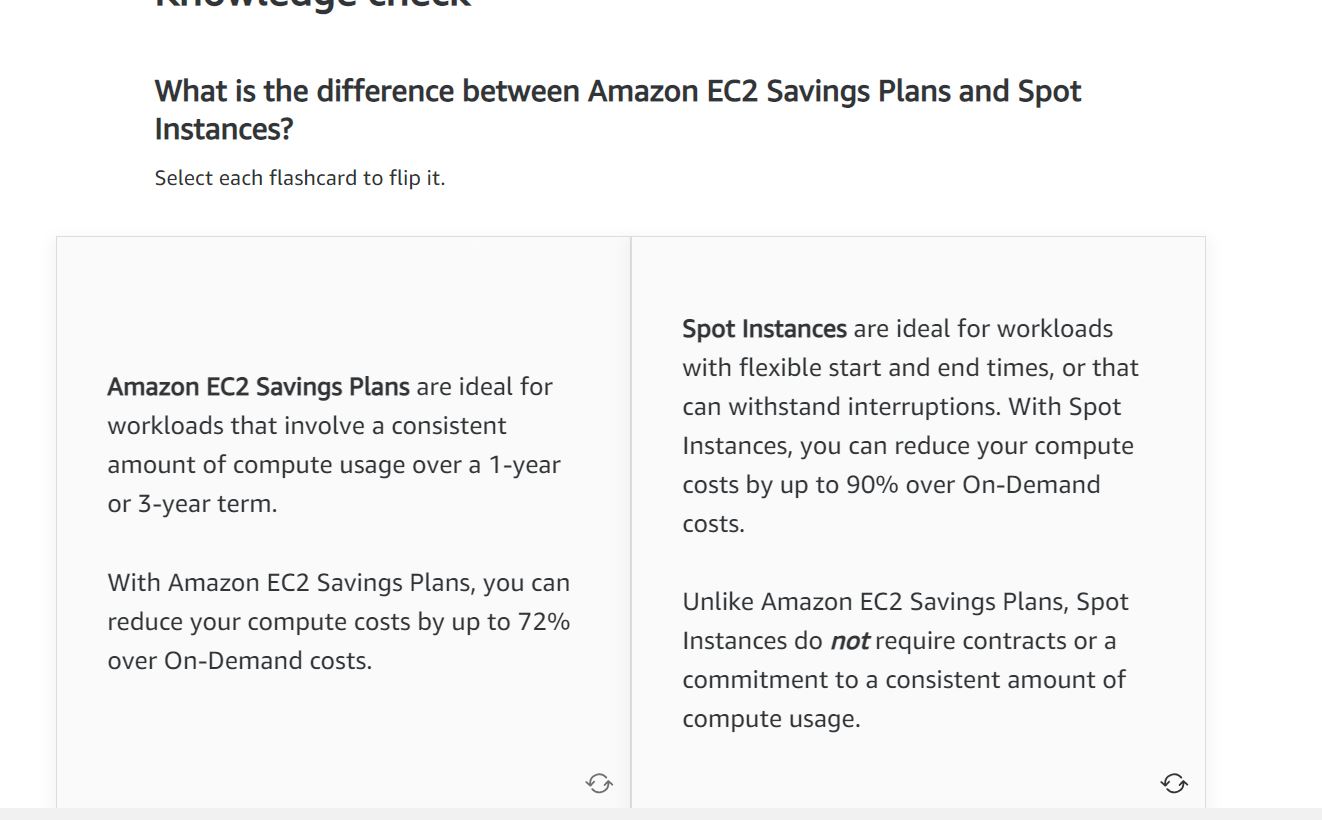 Knowledge check
What is the difference between Amazon EC2 Savings Plans and Spot
Instances?
Select each flashcard to flip it.
Amazon EC2 Savings Plans are ideal for
workloads that involve a consistent
amount of compute usage over a 1-year
or 3-year term.
With Amazon EC2 Savings Plans, you can
reduce your compute costs by up to 72%
over On-Demand costs.
Spot Instances are ideal for workloads
with flexible start and end times, or that
can withstand interruptions. With Spot
Instances, you can reduce your compute
costs by up to 90% over On-Demand
costs.
Unlike Amazon EC2 Savings Plans, Spot
Instances do not require contracts or a
commitment to a consistent amount of
compute usage.